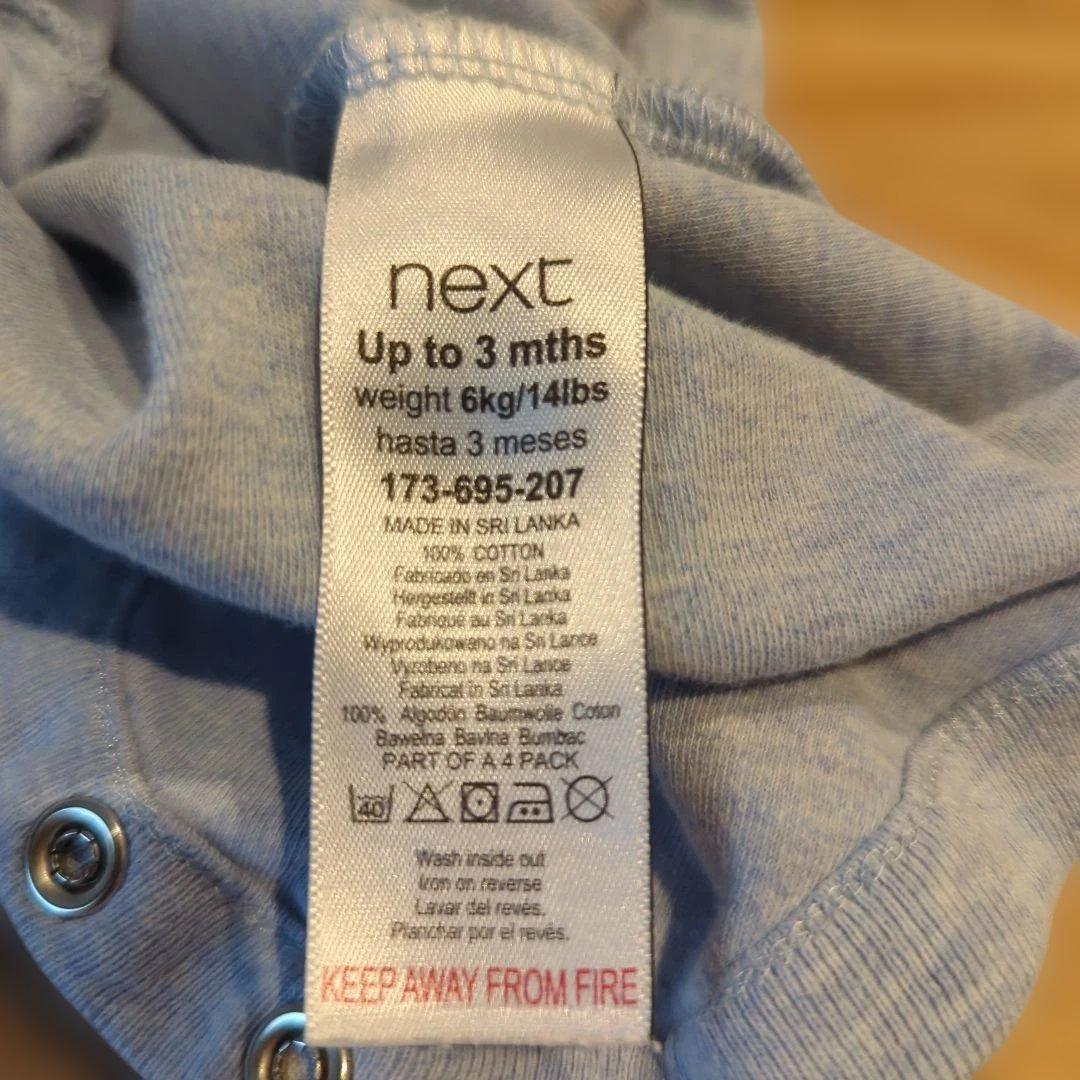 next
Up to 3 mths
weight 6kg/14lbs
hasta 3 meses
173-695-207
MADE IN SRI LANKA
100% COTTON
Fabricado en Sri Lanka
Hergestellt in Sri Lanka
Fabriqué au Sri Lanka
Wyprodukowano na Sri Lance
Vyrobeno na Sri Lance
Fabricat în Sri Lanka
100% Algodón Baumwolle Coton
Bawełna Bavlna Bumbac
PART OF A 4 PACK
40
Wash inside out
Iron on reverse
Lavar del revés.
Planchar por el revés.
KEEP AWAY FROM FIRE